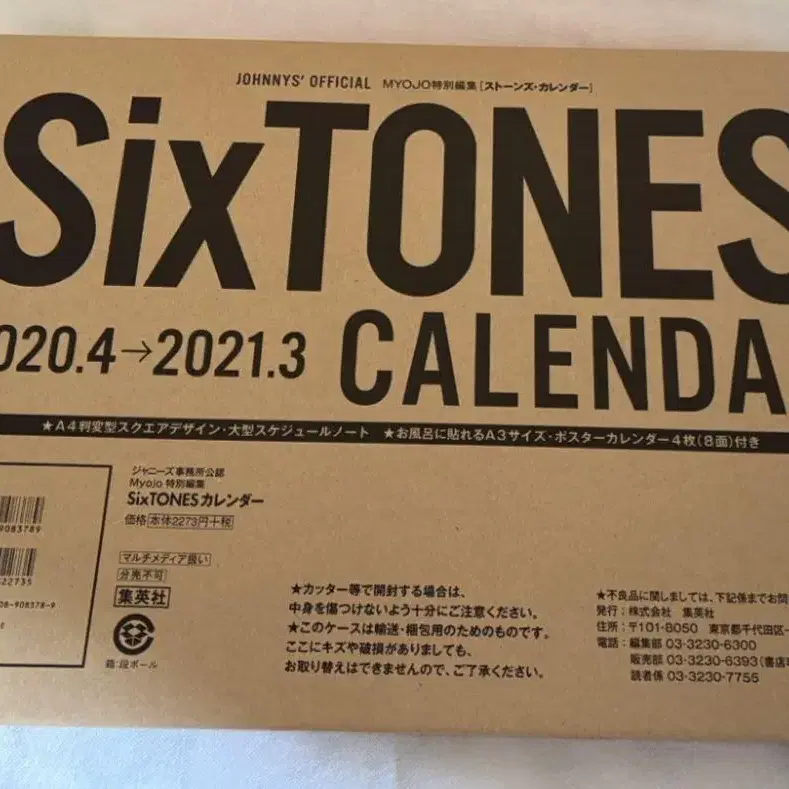 JOHNNYS' OFFICIAL MYOJO特別編集[ストーンズ・カレンダー]
SixTONES
020.4→2021.3 CALENDA
★A4判変型スクエアデザイン・大型スケジュールノート ★お風呂に貼れるA3サイズ・ポスターカレンダー4枚(8面)付き
ジャニーズ事務所公認
Myojo 特別編集
SixTONESカレンダー
価格 本体2273円+税
マルチメディア扱い
分売不可
集英社
箱:段ボール
9083789
22735
08-908378-9
★カッター等で開封する場合は、
中身を傷つけないよう十分にご注意ください。
★このケースは輸送・梱包用のためのものです。
ここにキズや破損がありましても、
お取り替えはできませんので、ご了承ください。
★不良品に関しましては、下記係までお問
発行:株式会社 集英社
住所:〒101-8050 東京都千代田区
電話:編集部 03-3230-6300
販売部 03-3230-6393(書店
読者係 03-3230-7755